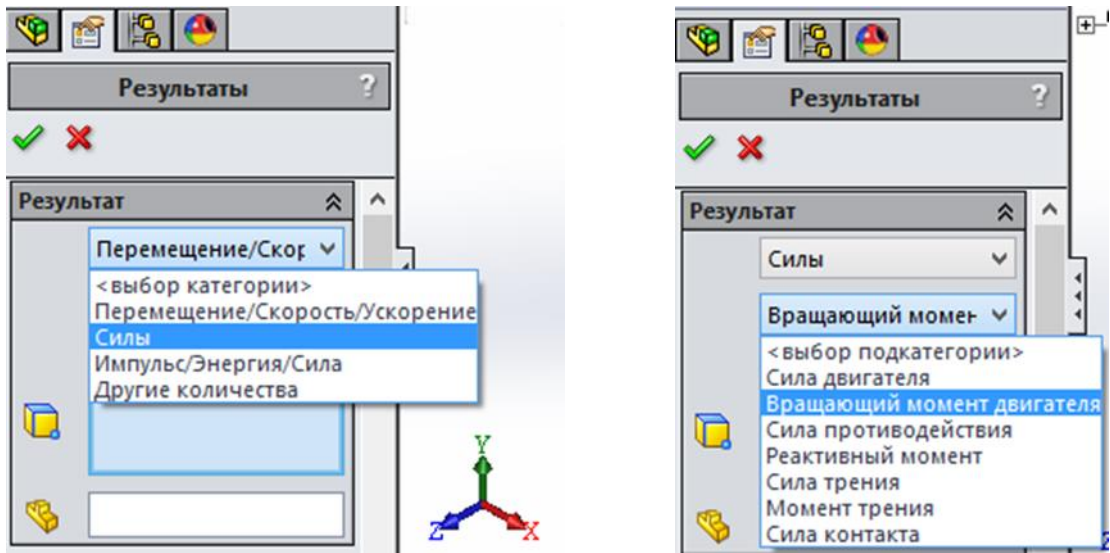 Результаты ?
Результат
Перемещение/Скор
<выбор категории>
Перемещение/Скорость/Ускорение
Силы
Импульс/Энергия/Сила
Другие количества
Y
Z X
Результаты ?
Результат
Силы
Вращающий момен
<выбор подкатегории>
Сила двигателя
Вращающий момент двигателя
Сила противодействия
Реактивный момент
Сила трения
Момент трения
Сила контакта